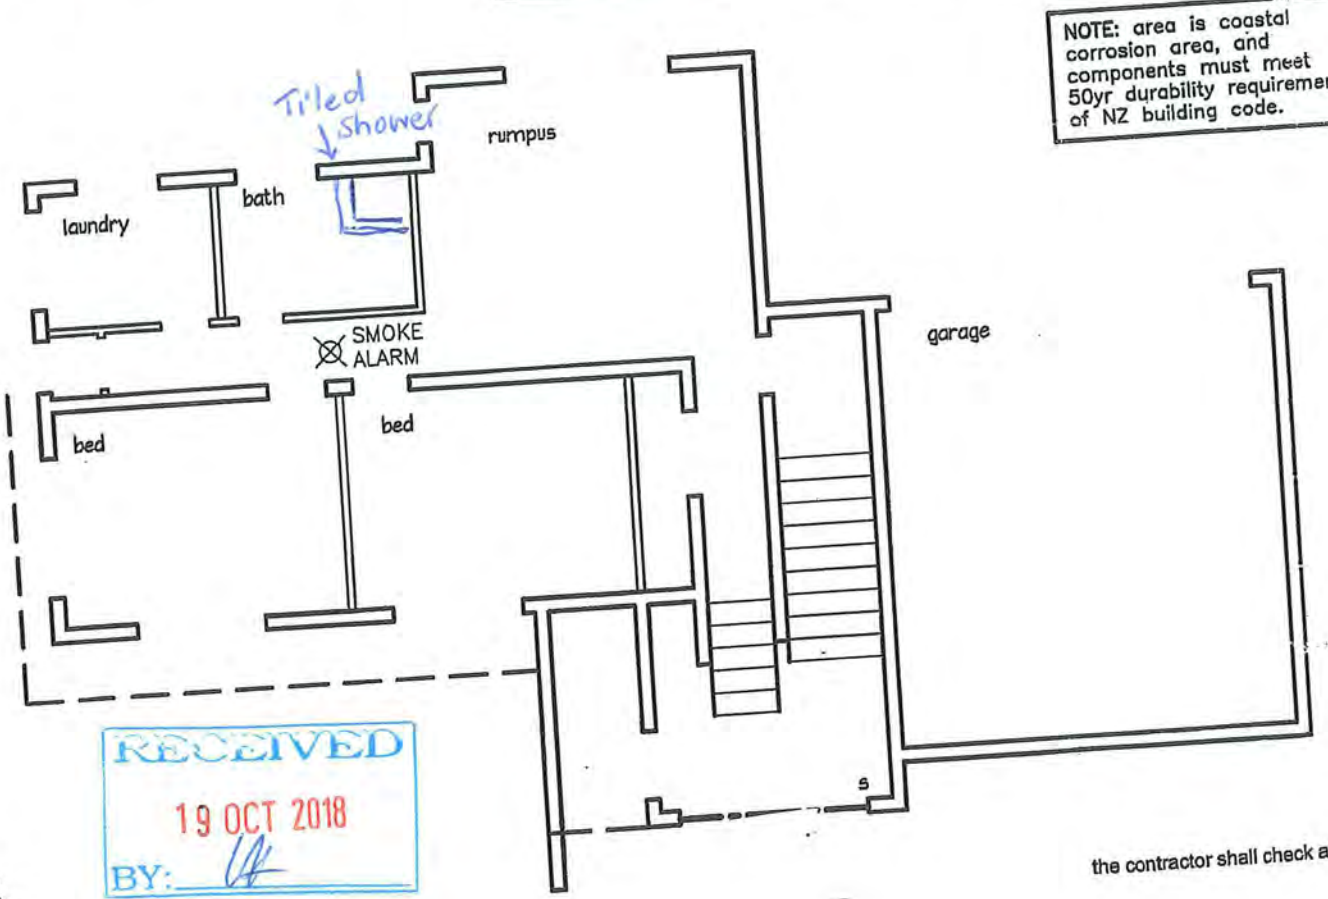 NOTE: area is coastal
corrosion area, and
components must meet
50yr durability requiremen
of NZ building code.
Tiled
shower
rumpus
bath
laundry
SMOKE
ALARM
garage
bed
bed
RECEIVED
19 OCT 2018
BY:
s
the contractor shall check a